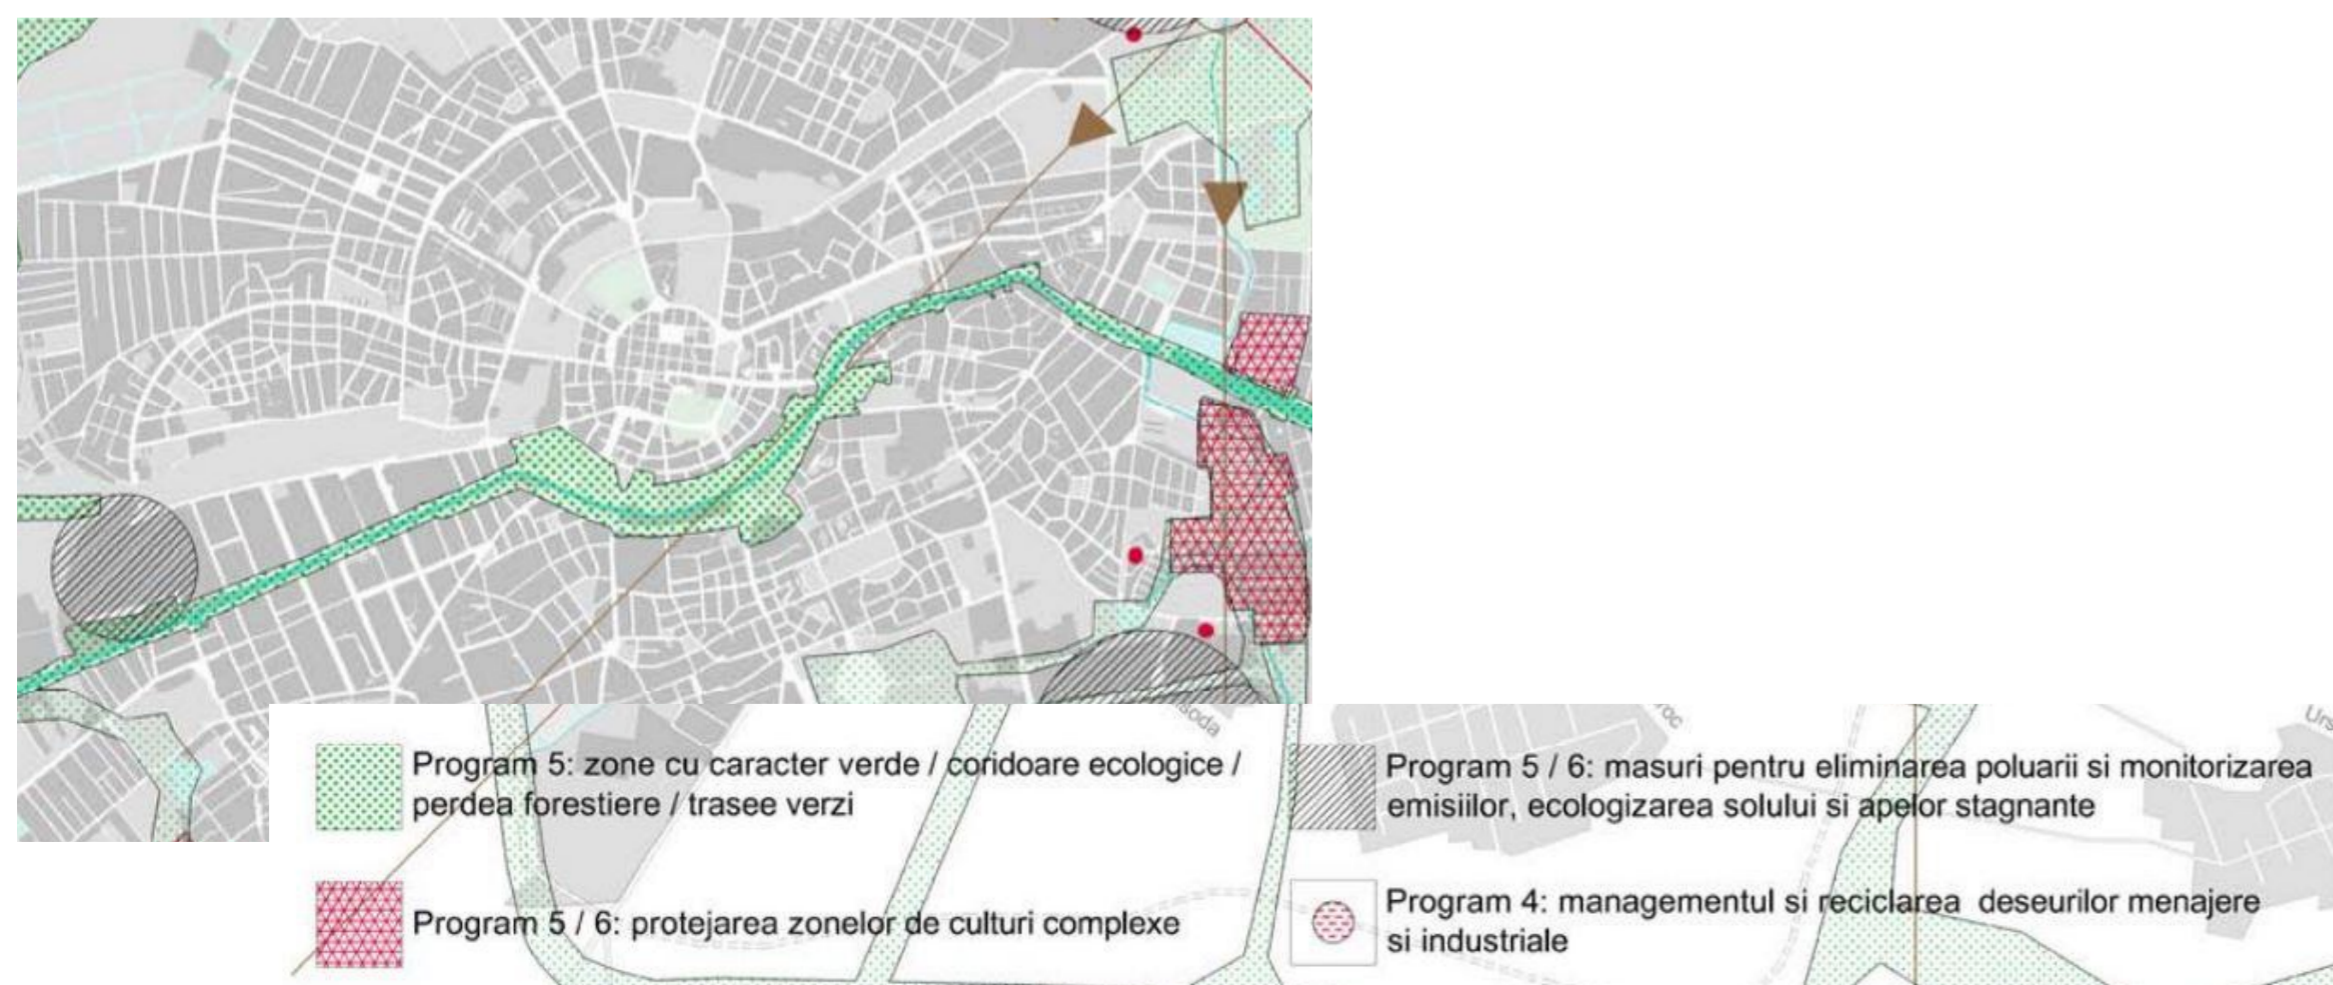 Program 5: zone cu caracter verde / coridoare ecologice /
perdea forestiere / trasee verzi
Program 5 / 6: protejarea zonelor de culturi complexe
Program 5 / 6: masuri pentru eliminarea poluarii si monitorizarea
emisiilor, ecologizarea solului si apelor stagnante
Program 4: managementul si reciclarea deseurilor menajere
si industriale